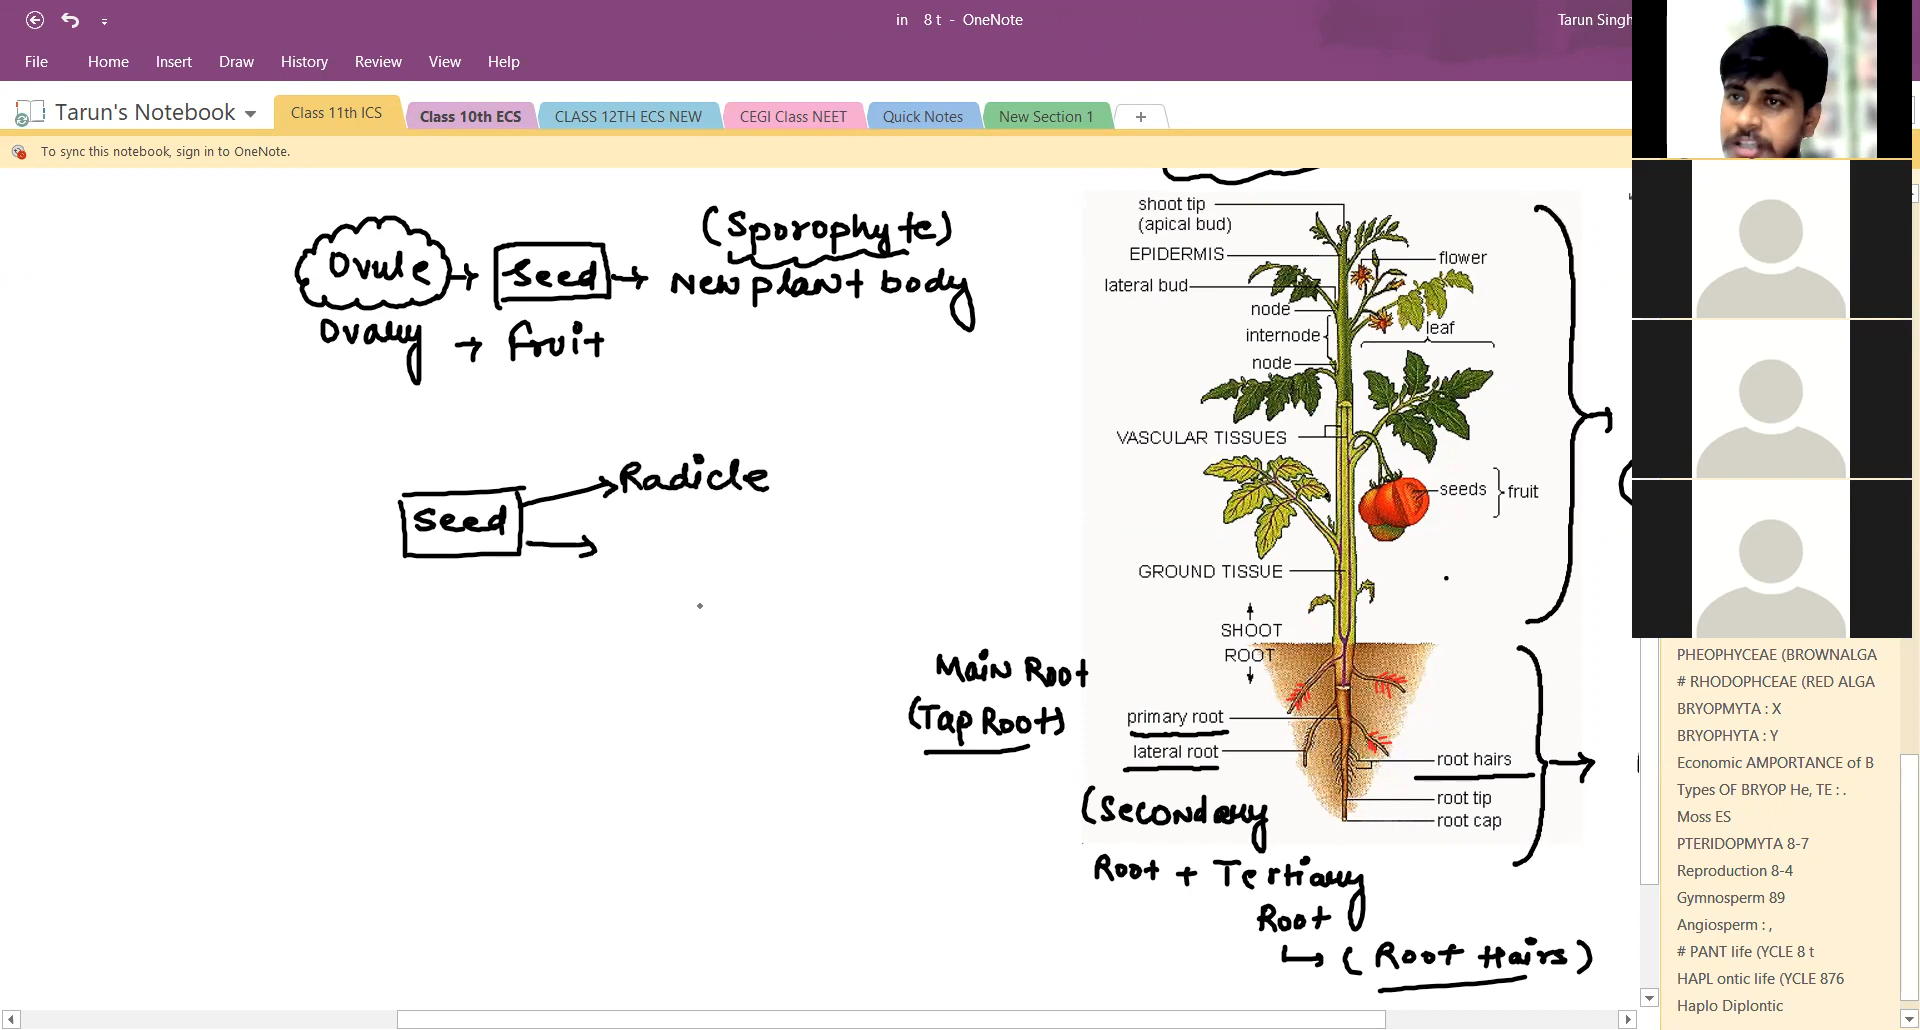 in 8 t - OneNote
Tarun Singh
File Home Insert Draw History Review View Help
Tarun's Notebook
Class 11th ICS
Class 10th ECS
CLASS 12TH ECS NEW
CEGI Class NEET
Quick Notes
New Section 1
To sync this notebook, sign in to OneNote.
(Sporophyte)
Ovule → Seed → New plant body
Ovary → fruit
Seed → Radicle
→
shoot tip
(apical bud)
EPIDERMIS
flower
lateral bud
node
internode
leaf
node
VASCULAR TISSUES
seeds
fruit
GROUND TISSUE
SHOOT
ROOT
Main Root
(Tap Root)
primary root
lateral root
root hairs
root tip
root cap
(Secondary
Root + Tertiary
Root
↳ (Root Hairs)
PHEOPHYCEAE (BROWNALGA
# RHODOPHCEAE (RED ALGA
BRYOPMYTA : X
BRYOPHYTA : Y
Economic AMPORTANCE of B
Types OF BRYOP He, TE : .
Moss ES
PTERIDOPMYTA 8-7
Reproduction 8-4
Gymnosperm 89
Angiosperm : ,
# PANT life (YCLE 8 t
HAPL ontic life (YCLE 876
Haplo Diplontic